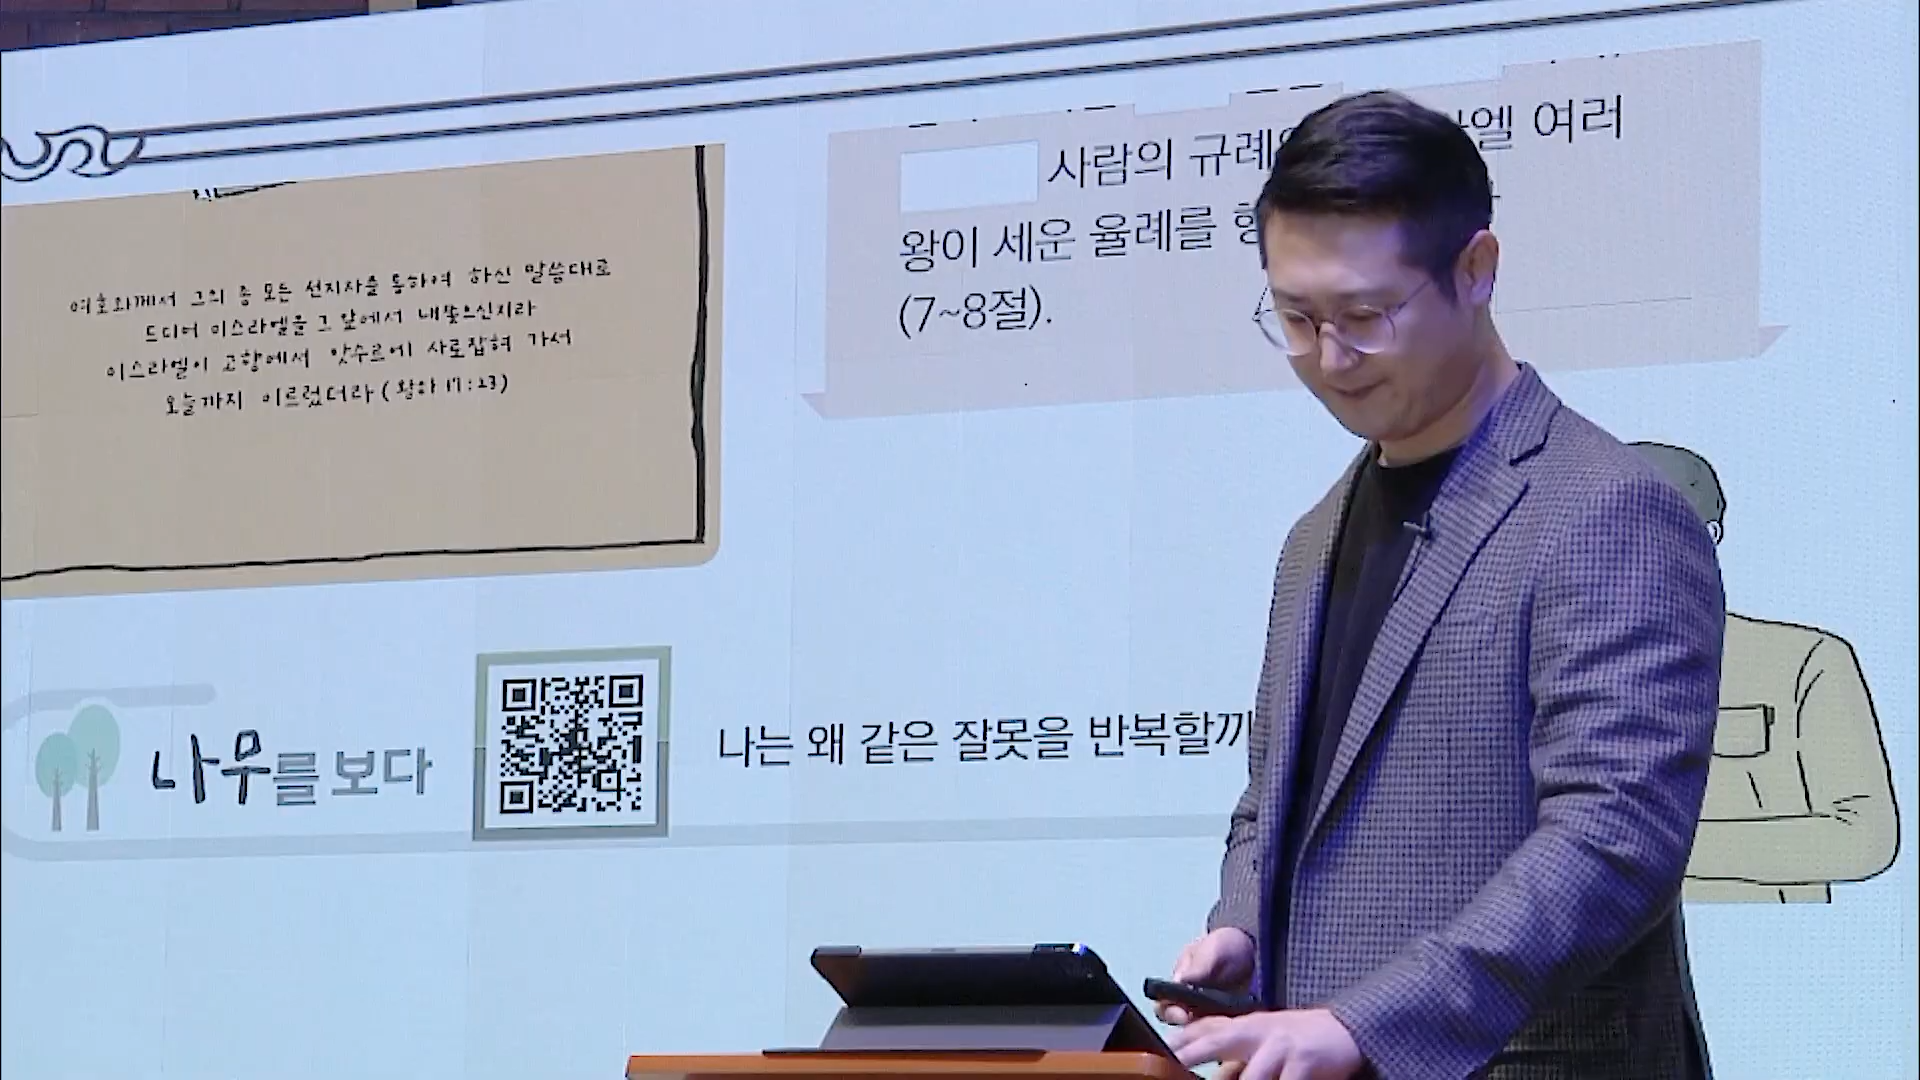 여호와께서 그의 종 모든 선지자를 통하여 하신 말씀대로
드디어 이스라엘을 그 앞에서 내쫓으신지라
이스라엘이 고향에서 앗수르에 사로잡혀 가서
오늘까지 이르렀더라 (왕하 17:23)
사람의 규례 여러
왕이 세운 율례를
(7~8절).
나무를 보다
나는 왜 같은 잘못을 반복할까